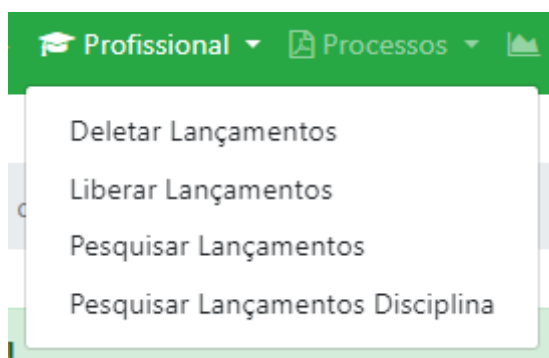 Profissional Processos
Deletar Lançamentos
Liberar Lançamentos
Pesquisar Lançamentos
Pesquisar Lançamentos Disciplina